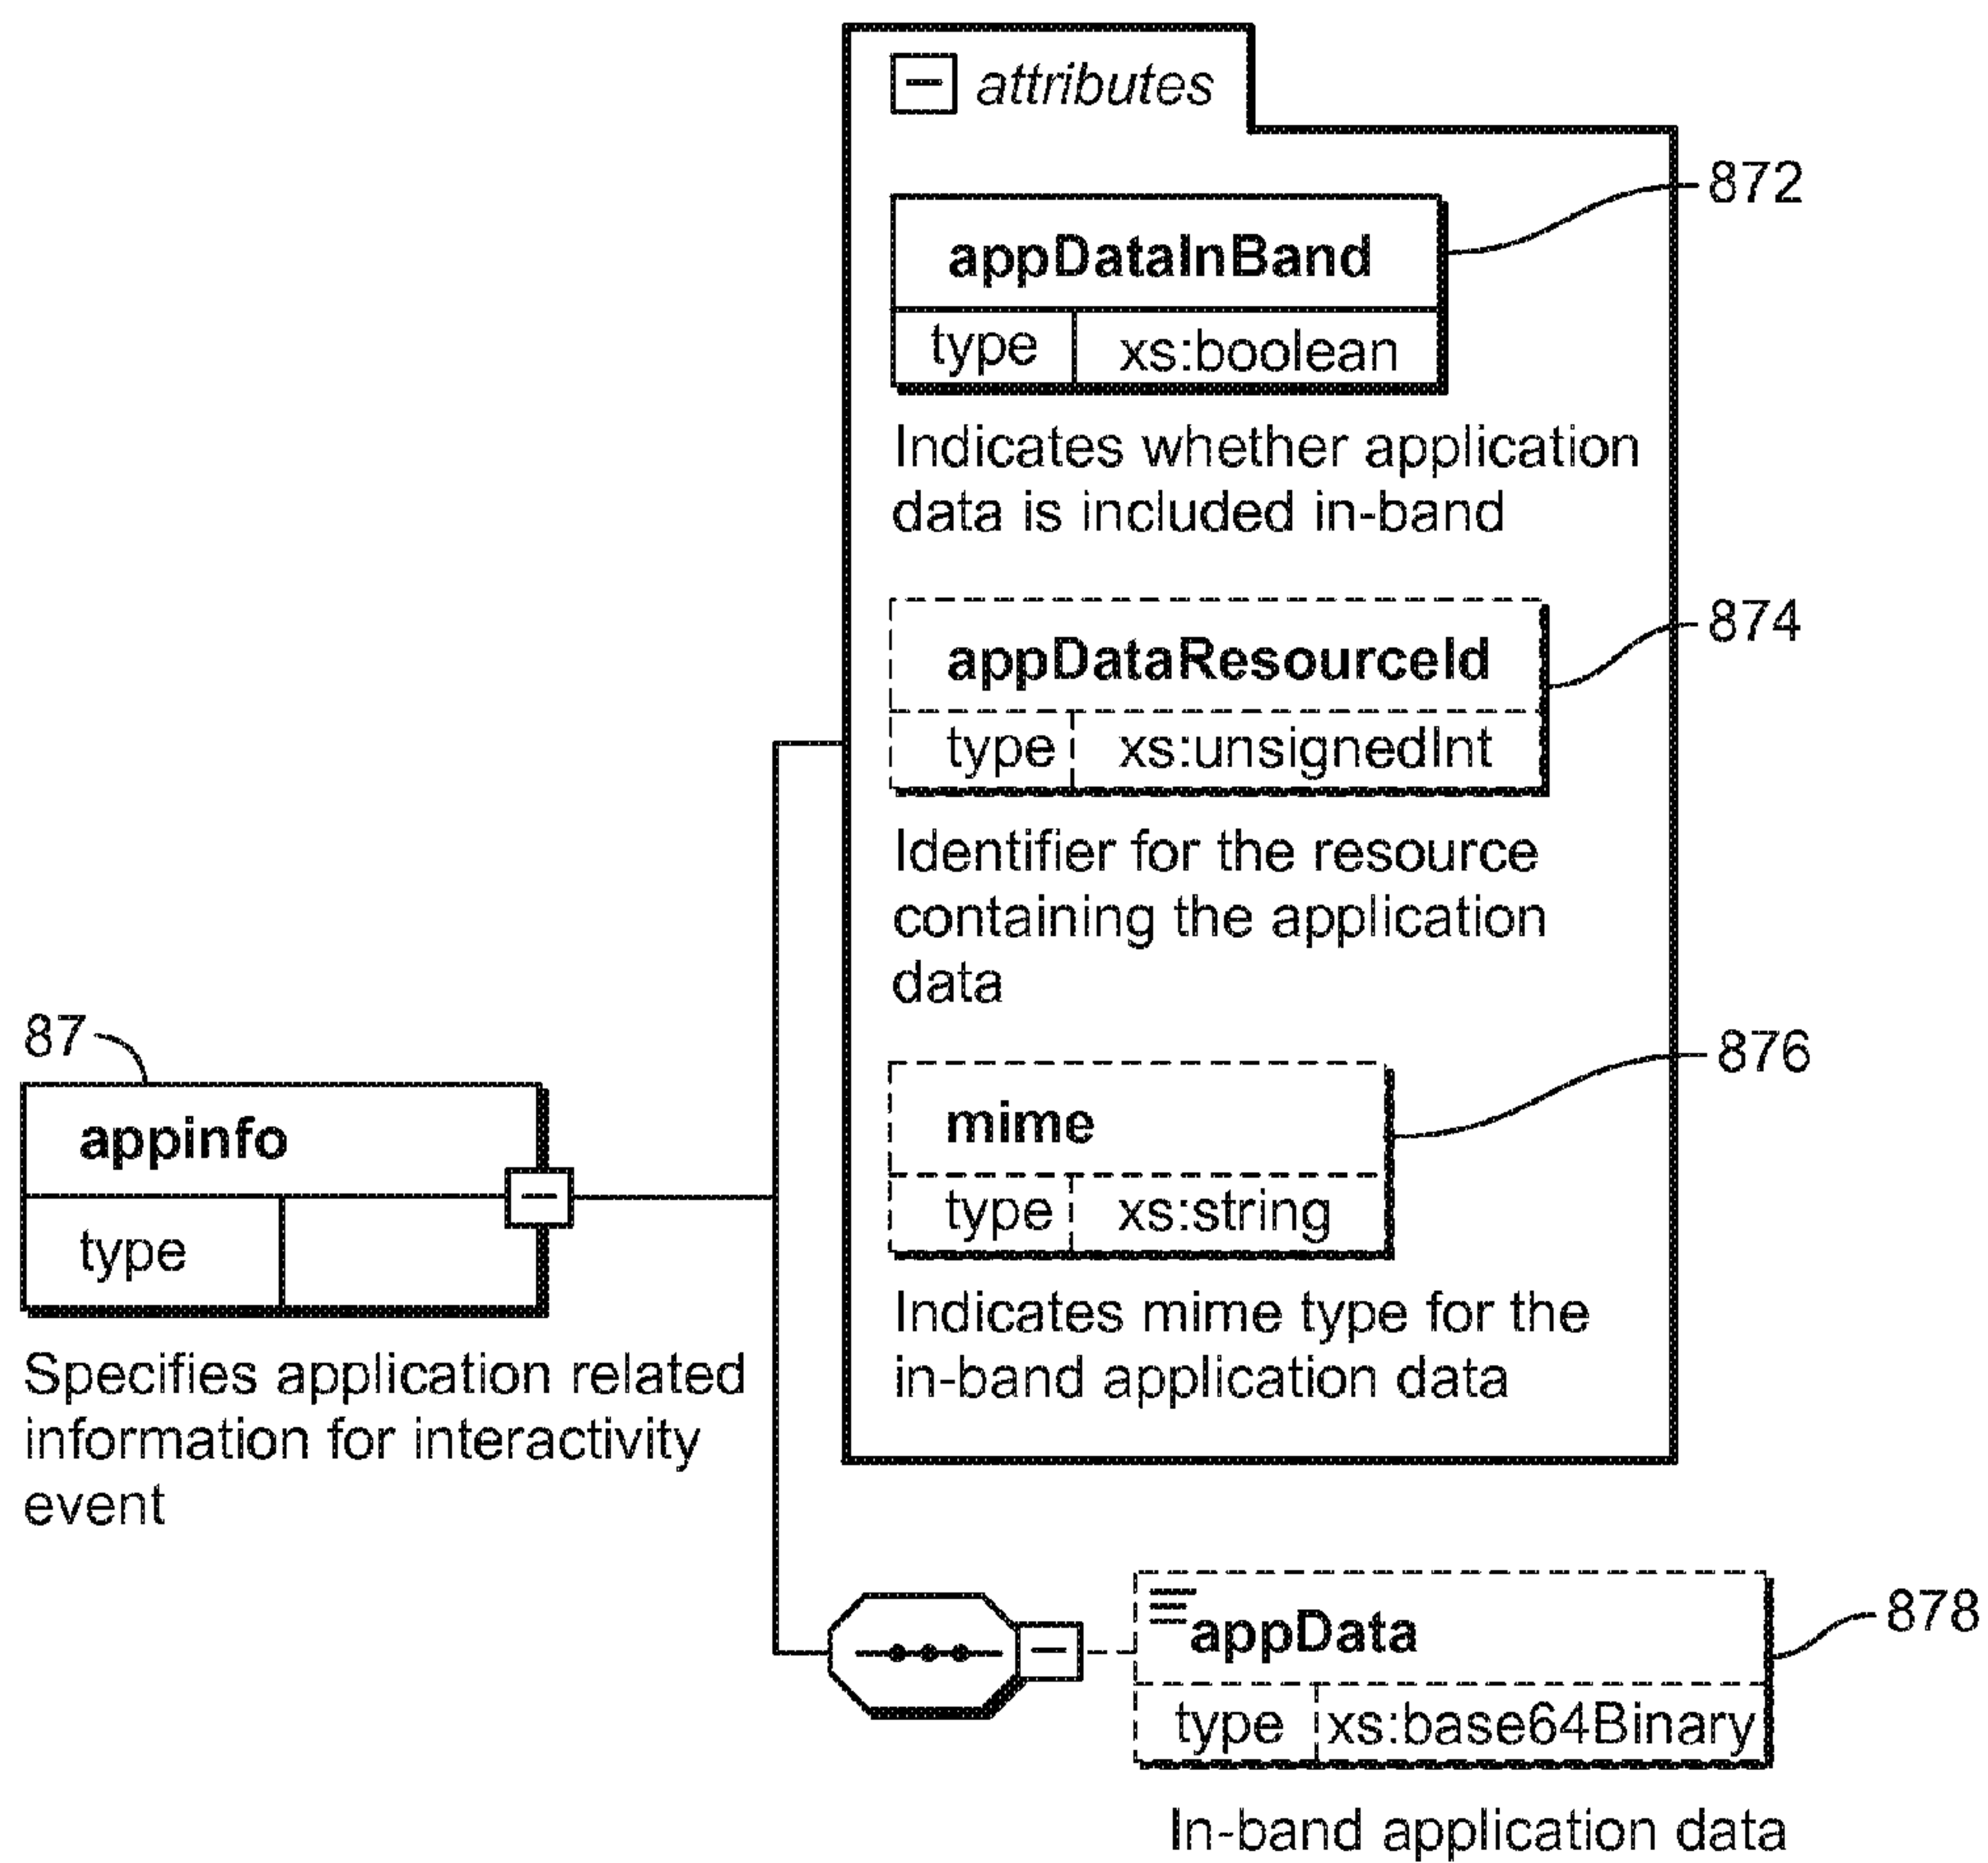 attributes
872
appDataInBand
type xs:boolean
Indicates whether application
data is included in-band
874
appDataResourceId
type xs:unsignedInt
Identifier for the resource
containing the application
data
87
876
appinfo
mime
type
type xs:string
Indicates mime type for the
in-band application data
Specifies application related
information for interactivity
event
878
appData
type xs:base64Binary
In-band application data